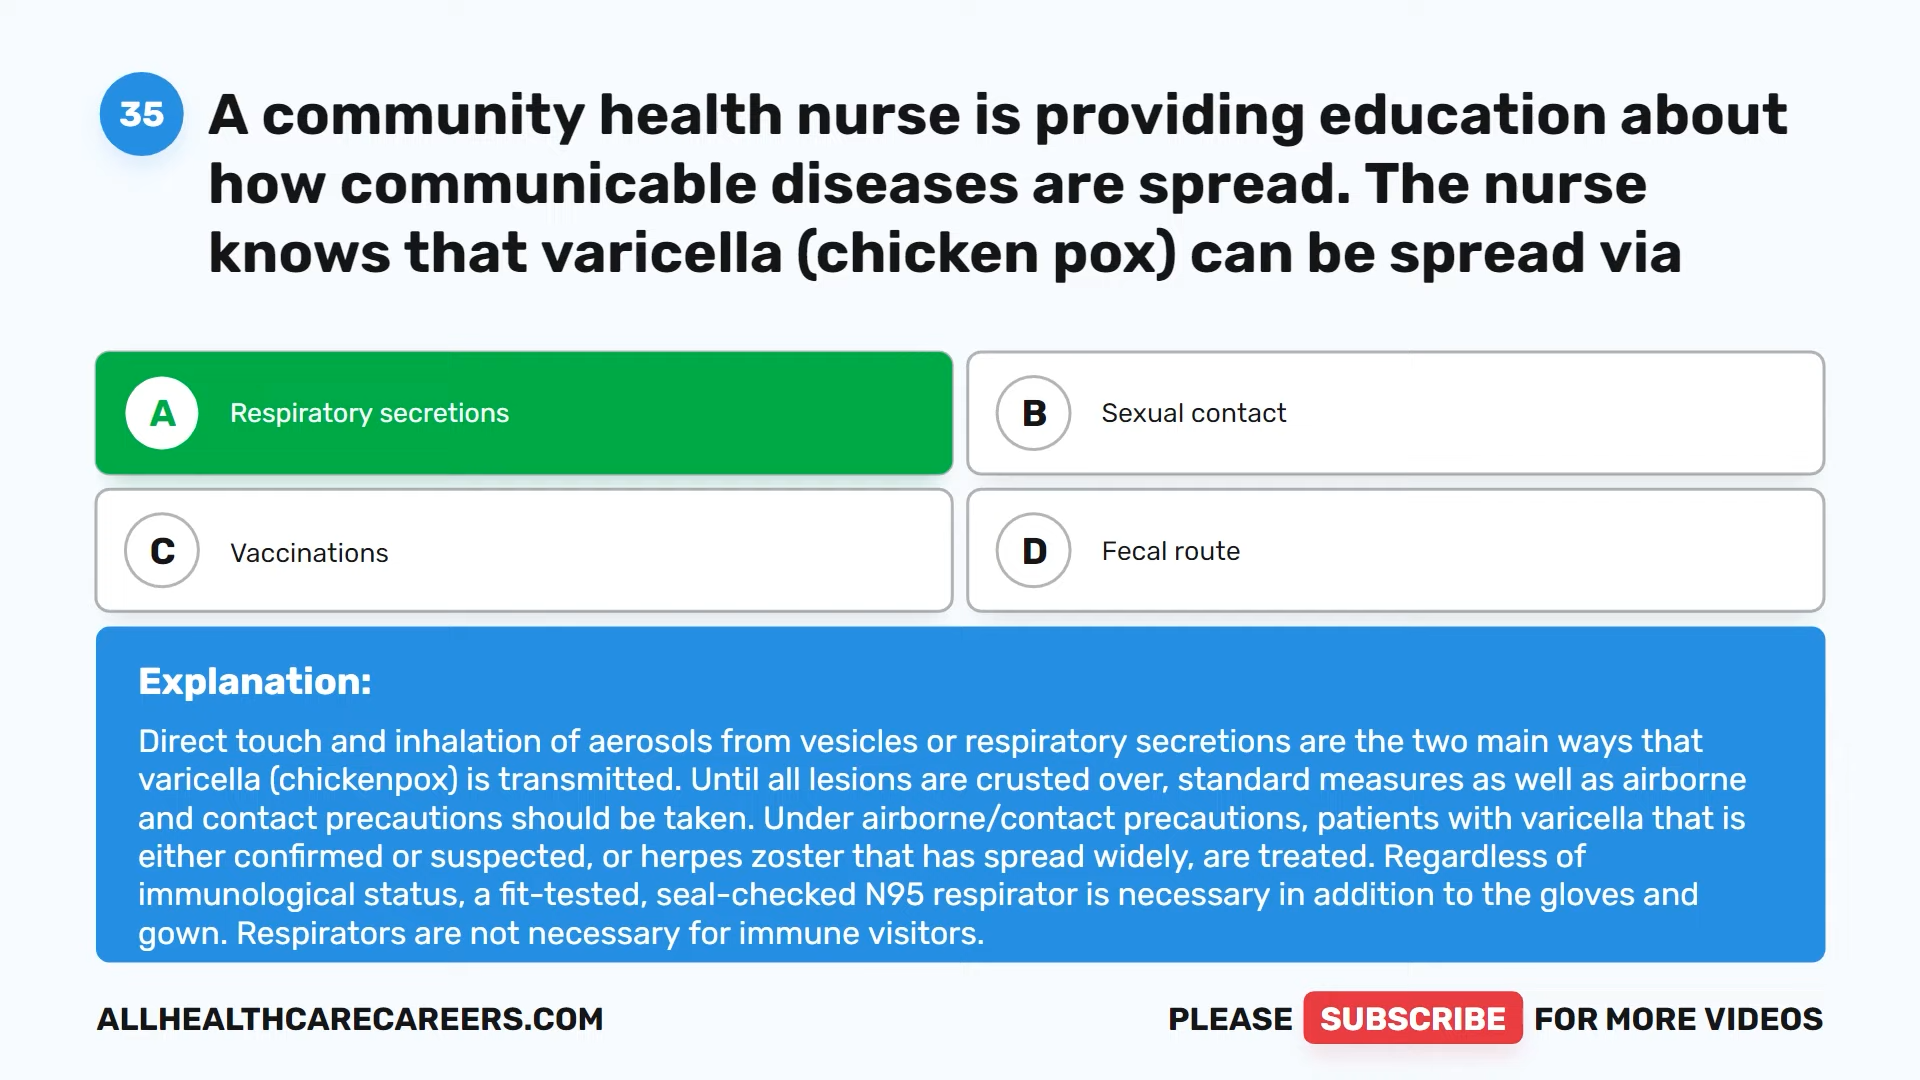 35
A community health nurse is providing education about
how communicable diseases are spread. The nurse
knows that varicella (chicken pox) can be spread via
A Respiratory secretions
B Sexual contact
C Vaccinations
D Fecal route
Explanation:
Direct touch and inhalation of aerosols from vesicles or respiratory secretions are the two main ways that
varicella (chickenpox) is transmitted. Until all lesions are crusted over, standard measures as well as airborne
and contact precautions should be taken. Under airborne/contact precautions, patients with varicella that is
either confirmed or suspected, or herpes zoster that has spread widely, are treated. Regardless of
immunological status, a fit-tested, seal-checked N95 respirator is necessary in addition to the gloves and
gown. Respirators are not necessary for immune visitors.
ALLHEALTHCARECAREERS.COM
PLEASE SUBSCRIBE FOR MORE VIDEOS